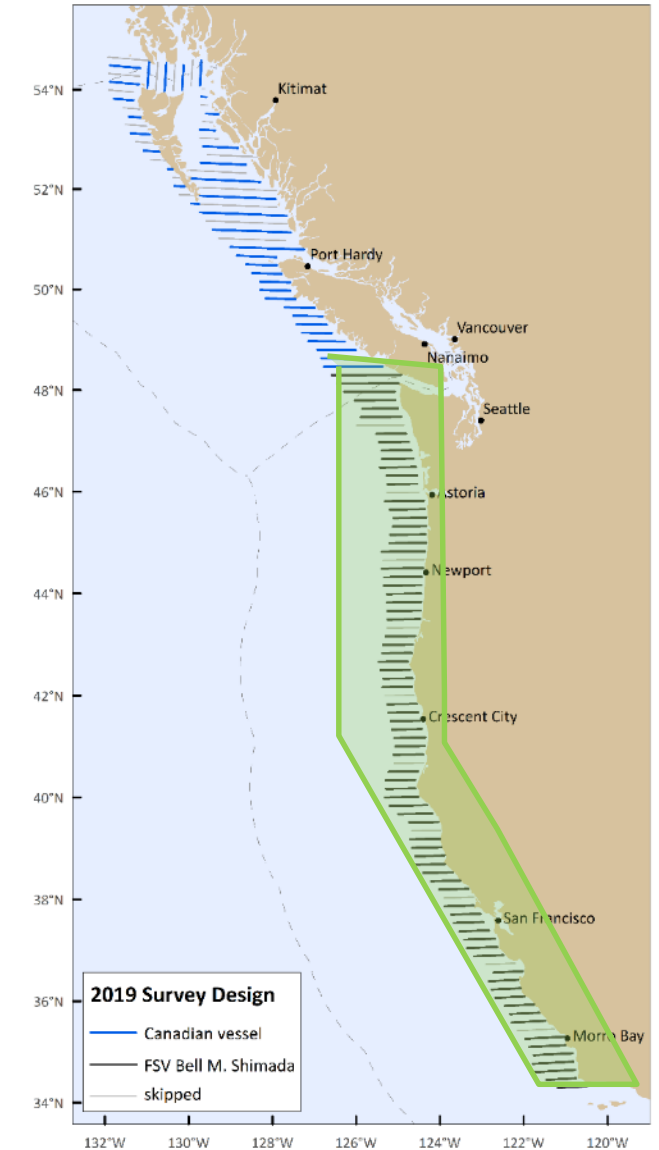 54°N
Kitimat
52°N
Port Hardy
50°N
Vancouver
Nanaimo
48°N
Seattle
46°N
Astoria
Newport
44°N
42°N
Crescent City
40°N
38°N
San Francisco
36°N
2019 Survey Design
Canadian vessel
FSV Bell M. Shimada
skipped
Morro Bay
34°N
132°W 130°W 128°W 126°W 124°W 122°W 120°W